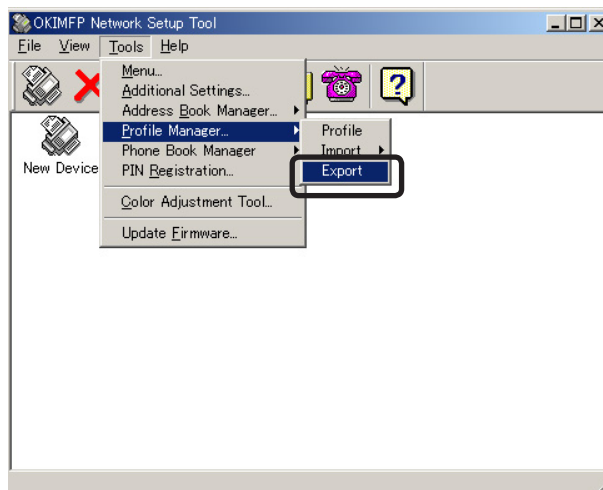 OKIMFP Network Setup Tool
File View Tools Help
Menu...
Additional Settings...
Address Book Manager...
Profile Manager...
Phone Book Manager
PIN Registration...
Color Adjustment Tool...
Update Firmware...
Profile
Import
Export
New Device